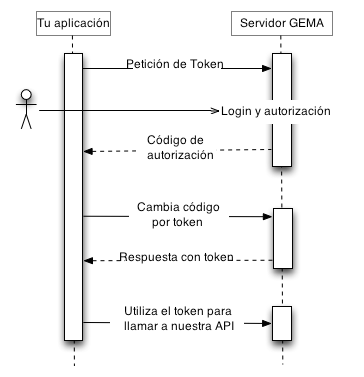 Tu aplicación
Servidor GEMA
Petición de Token
Login y autorización
Código de
autorización
Cambia código
por token
Respuesta con token
Utiliza el token para
llamar a nuestra API